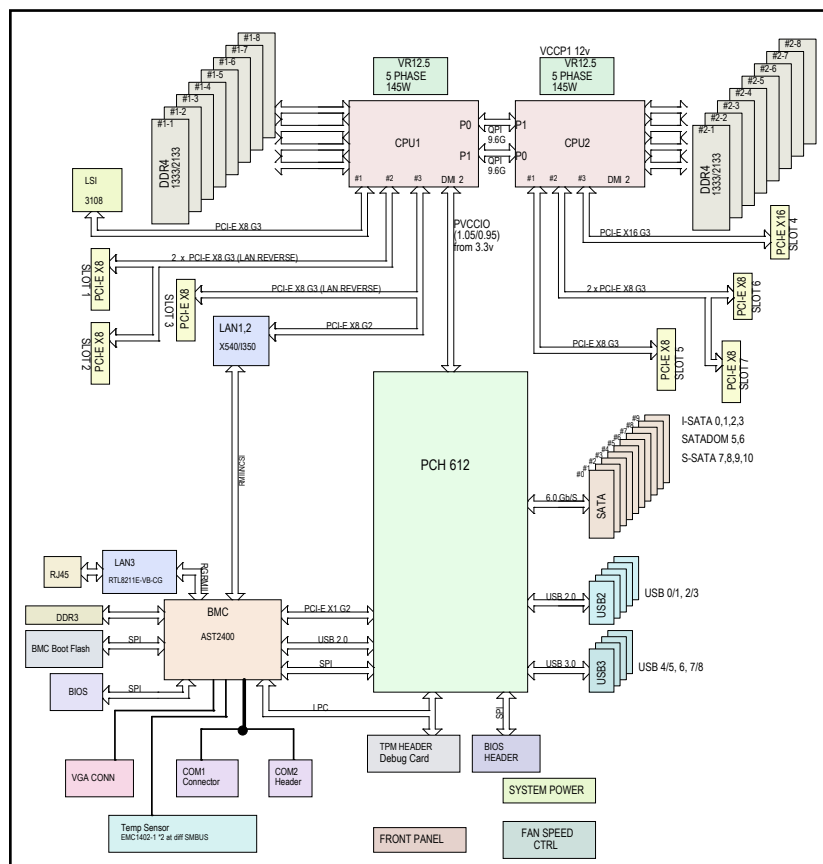 VCCP1 12v
VR12.5
5 PHASE
145W
VR12.5
5 PHASE
145W
#1-8
#1-7
#1-6
#1-5
#1-4
#1-3
#1-2
#1-1
DDR4
1333/2133
#2-8
#2-7
#2-6
#2-5
#2-4
#2-3
#2-2
#2-1
DDR4
1333/2133
CPU1
P0
P1
#1
#2
#3
DMI 2
QPI
9.6G
QPI
9.6G
CPU2
P1
P0
#1
#2
#3
DMI 2
LSI
3108
PCI-E X8 G3
PVCCIO
(1.05/0.95)
from 3.3v
PCI-E X16 G3
PCI-E X16
SLOT 4
2 x PCI-E X8 G3 (LAN REVERSE)
PCI-E X8
SLOT 1
PCI-E X8 G3 (LAN REVERSE)
PCI-E X8
SLOT 3
PCI-E X8
SLOT 2
2 x PCI-E X8 G3
PCI-E X8
SLOT 6
LAN1,2
X540/I350
PCI-E X8 G2
PCI-E X8 G3
PCI-E X8
SLOT 5
PCI-E X8
SLOT 7
PCH 612
RMII/NCSI
#9
#8
#7
#6
#5
#4
#3
#2
#1
#0
SATA
6.0 Gb/S
I-SATA 0,1,2,3
SATADOM 5,6
S-SATA 7,8,9,10
RJ45
LAN3
RTL8211E-VB-CG
RGRMII
USB 2.0
USB2
USB 0/1, 2/3
DDR3
BMC
AST2400
PCI-E X1 G2
USB 2.0
SPI
BMC Boot Flash
SPI
BIOS
SPI
USB 3.0
USB3
USB 4/5, 6, 7/8
LPC
SPI
VGA CONN
COM1
Connector
COM2
Header
TPM HEADER
Debug Card
BIOS
HEADER
SYSTEM POWER
Temp Sensor
EMC1402-1 *2 at diff SMBUS
FRONT PANEL
FAN SPEED
CTRL